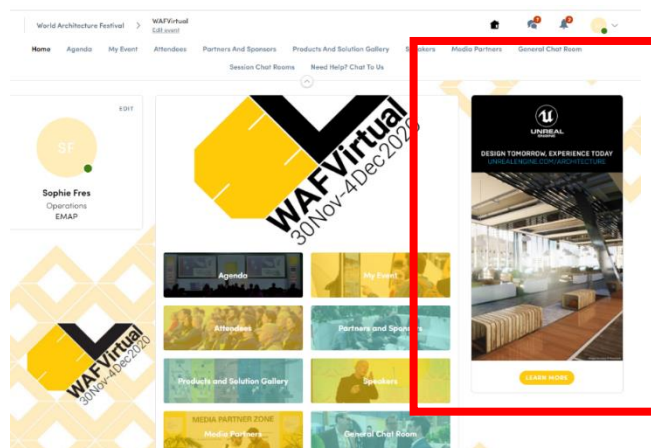 World Architecture Festival > WAFVirtual
Edit event
Home Agenda My Event Attendees Partners And Sponsors Products And Solution Gallery Speakers Media Partners General Chat Room
Session Chat Rooms Need Help? Chat To Us
EDIT
SF
Sophie Fres
Operations
EMAP
WAFVirtual
30Nov-4Dec2020
UNREAL
ENGINE
DESIGN TOMORROW, EXPERIENCE TODAY
UNREALENGINE.COM/ARCHITECTURE
Agenda
My Event
Attendees
Partners and Sponsors
Products and Solution Gallery
Speakers
MEDIA PARTNER ZONE
Media Partners
General Chat Room
WAFVirtual
30Nov-4Dec2020
LEARN MORE